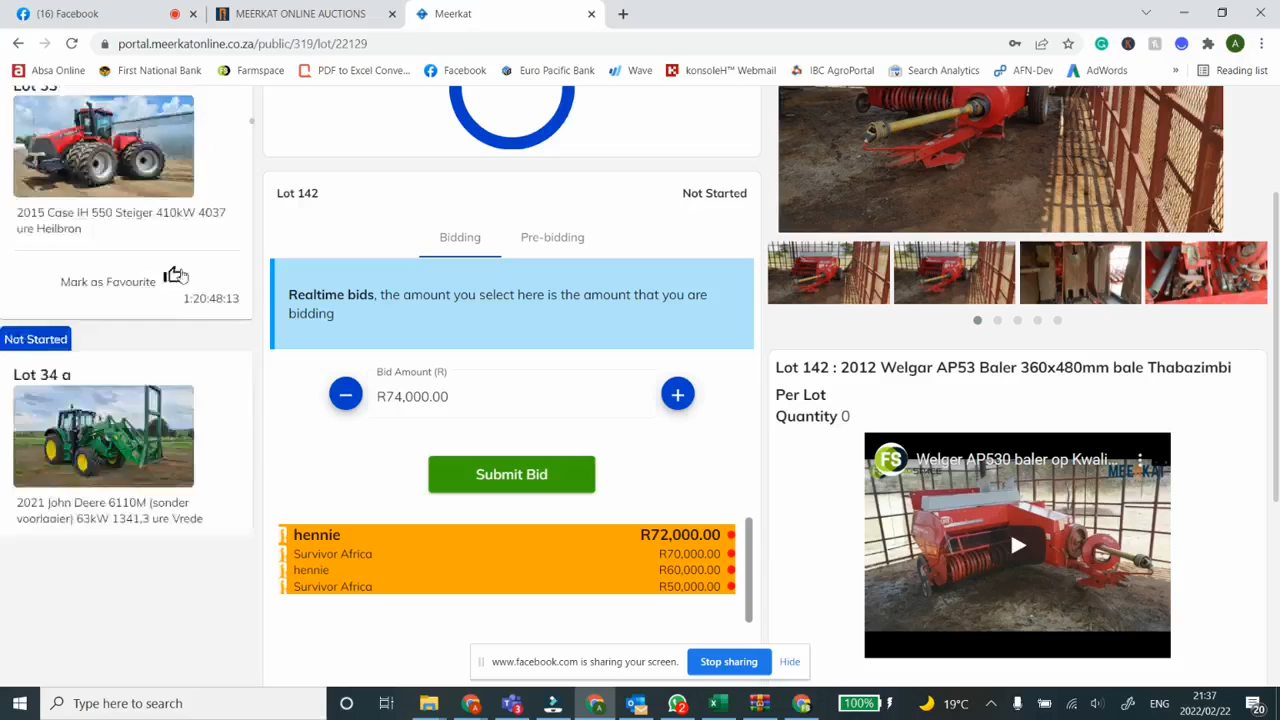 (16) Facebook
MEERKAT ONLINE AUCTIONS
Meerkat
portal.meerkatonline.co.za/public/319/lot/22129
A
Absa Online
First National Bank
Farmspace
PDF to Excel Conve...
Facebook
Euro Pacific Bank
Wave
konsoleH™ Webmail
IBC AgroPortal
Search Analytics
AFN-Dev
AdWords
»
Reading list
Lot 33
2015 Case IH 550 Steiger 410kW 4037
ure Heilbron
Mark as Favourite
1:20:48:13
Not Started
Lot 34 a
2021 John Deere 6110M (sonder
voorlaaier) 63kW 1341,3 ure Vrede
Lot 142
Not Started
Bidding
Pre-bidding
Realtime bids, the amount you select here is the amount that you are
bidding
Bid Amount (R)
R74,000.00
Submit Bid
hennie R72,000.00
Survivor Africa R70,000.00
hennie R60,000.00
Survivor Africa R50,000.00
Lot 142 : 2012 Welgar AP53 Baler 360x480mm bale Thabazimbi
Per Lot
Quantity 0
FS
Welger AP530 baler op Kwali...
www.facebook.com is sharing your screen.
Stop sharing
Hide
Type here to search
2
100%
19°C
ENG
21:37
2022/02/22
20